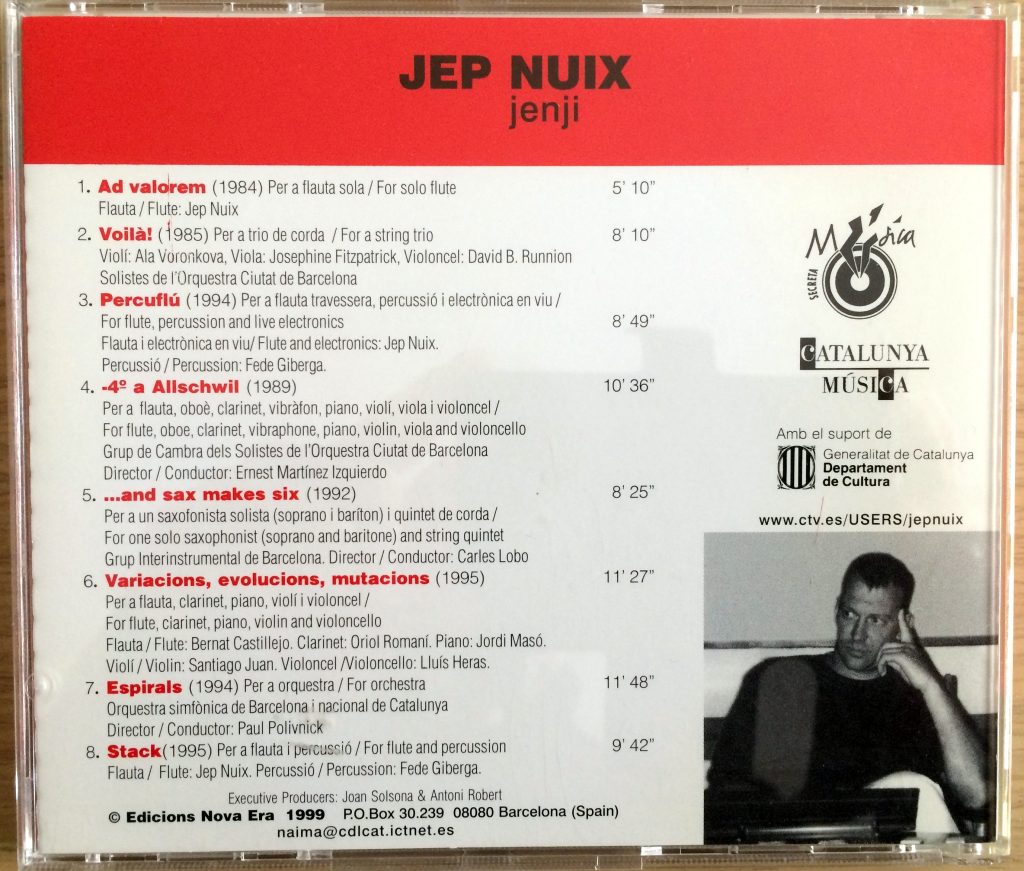 JEP NUIX
jenji
1. Ad valorem (1984) Per a flauta sola / For solo flute 5' 10"
Flauta / Flute: Jep Nuix
2. Voilà! (1985) Per a trio de corda / For a string trio 8' 10"
Violí: Ala Voronkova, Viola: Josephine Fitzpatrick, Violoncel: David B. Runnion
Solistes de l'Orquestra Ciutat de Barcelona
3. Percuflú (1994) Per a flauta travessera, percussió i electrònica en viu /
For flute, percussion and live electronics 8' 49"
Flauta i electrònica en viu/ Flute and electronics: Jep Nuix.
Percussió / Percussion: Fede Giberga.
4. -4º a Allschwil (1989) 10' 36"
Per a flauta, oboè, clarinet, vibràfon, piano, violí, viola i violoncel /
For flute, oboe, clarinet, vibraphone, piano, violin, viola and violoncello
Grup de Cambra dels Solistes de l'Orquestra Ciutat de Barcelona
Director / Conductor: Ernest Martínez Izquierdo
5. ...and sax makes six (1992) 8' 25"
Per a un saxofonista solista (soprano i baríton) i quintet de corda /
For one solo saxophonist (soprano and baritone) and string quintet
Grup Interinstrumental de Barcelona. Director / Conductor: Carles Lobo
6. Variacions, evolucions, mutacions (1995) 11' 27"
Per a flauta, clarinet, piano, violí i violoncel /
For flute, ciarinet, piano, violin and violoncello
Flauta / Flute: Bernat Castillejo. Clarinet: Oriol Romaní. Piano: Jordi Masó.
Violí / Violin: Santiago Juan. Violoncel /Violoncello: Lluís Heras.
7. Espirals (1994) Per a orquestra / For orchestra 11' 48"
Orquestra simfònica de Barcelona i nacional de Catalunya
Director / Conductor: Paul Polivnick
8. Stack(1995) Per a flauta i percussió / For flute and percussion 9' 42"
Flauta / Flute: Jep Nuix. Percussió / Percussion: Fede Giberga.
Executive Producers: Joan Solsona & Antoni Robert
© Edicions Nova Era 1999 P.O.Box 30.239 08080 Barcelona (Spain)
naima@cdlcat.ictnet.es
Música
SECRETA
CATALUNYA
MÚSICA
Amb el suport de
Generalitat de Catalunya
Departament
de Cultura
www.ctv.es/USERS/jepnuix